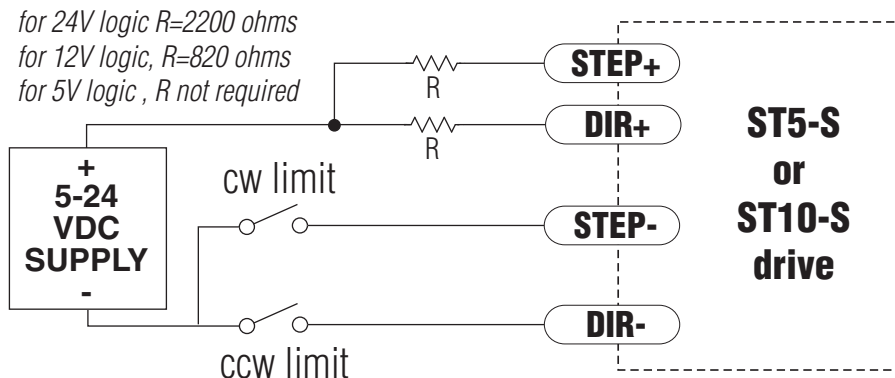 for 24V logic R=2200 ohms
for 12V logic, R=820 ohms
for 5V logic , R not required
R
R
STEP+
DIR+
STEP-
DIR-
+
5-24
VDC
SUPPLY
-
cw limit
ccw limit
ST5-S
or
ST10-S
drive